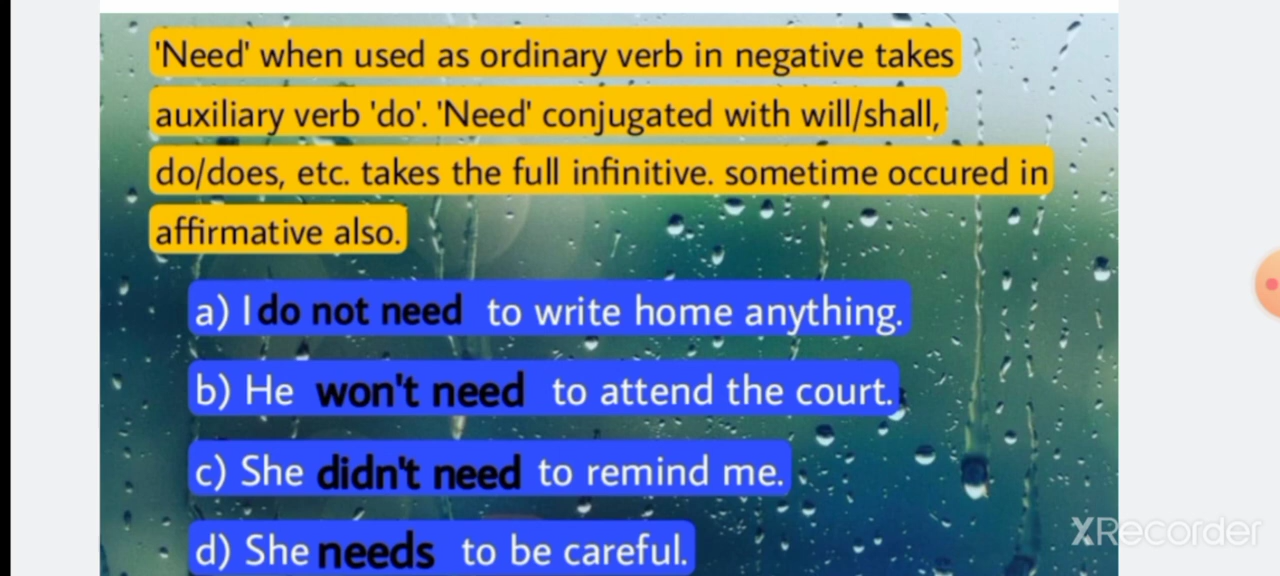 'Need' when used as ordinary verb in negative takes
auxiliary verb 'do'. 'Need' conjugated with will/shall,
do/does, etc. takes the full infinitive. sometime occured in
affirmative also.
a) I do not need to write home anything.
b) He won't need to attend the court.
c) She didn't need to remind me.
d) She needs to be careful.
XRecorder